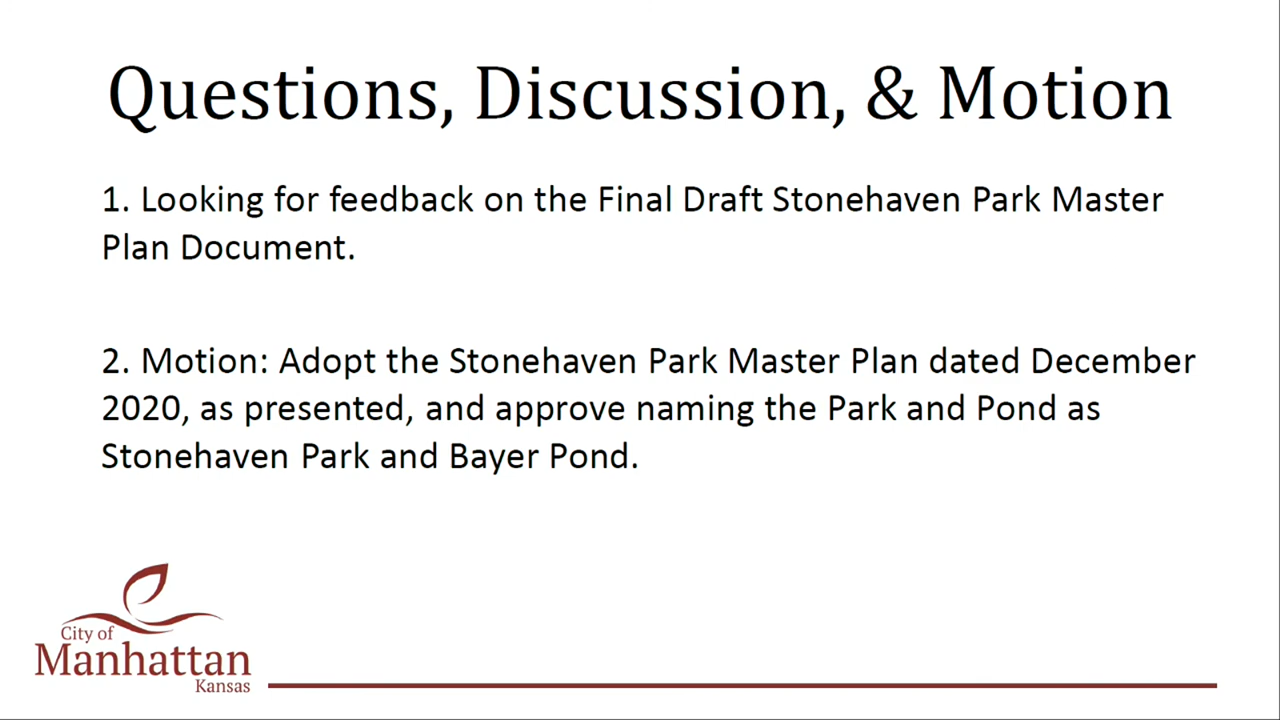 Questions, Discussion, & Motion
1. Looking for feedback on the Final Draft Stonehaven Park Master
Plan Document.
2. Motion: Adopt the Stonehaven Park Master Plan dated December
2020, as presented, and approve naming the Park and Pond as
Stonehaven Park and Bayer Pond.
City of
Manhattan
Kansas